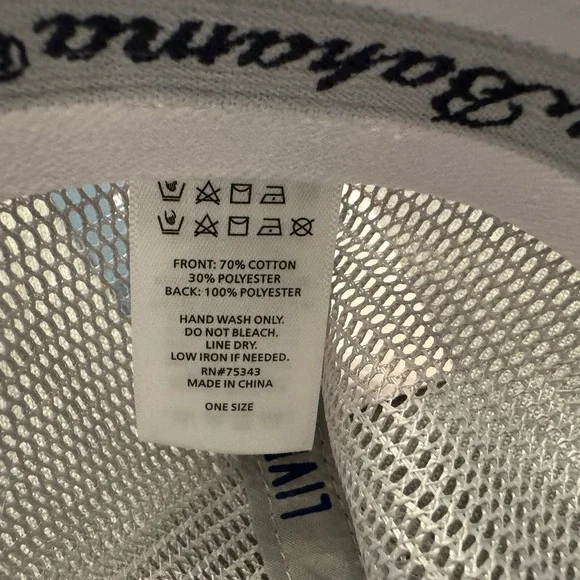 Bahama
FRONT: 70% COTTON
30% POLYESTER
BACK: 100% POLYESTER
HAND WASH ONLY.
DO NOT BLEACH.
LINE DRY.
LOW IRON IF NEEDED.
RN#75343
MADE IN CHINA
ONE SIZE